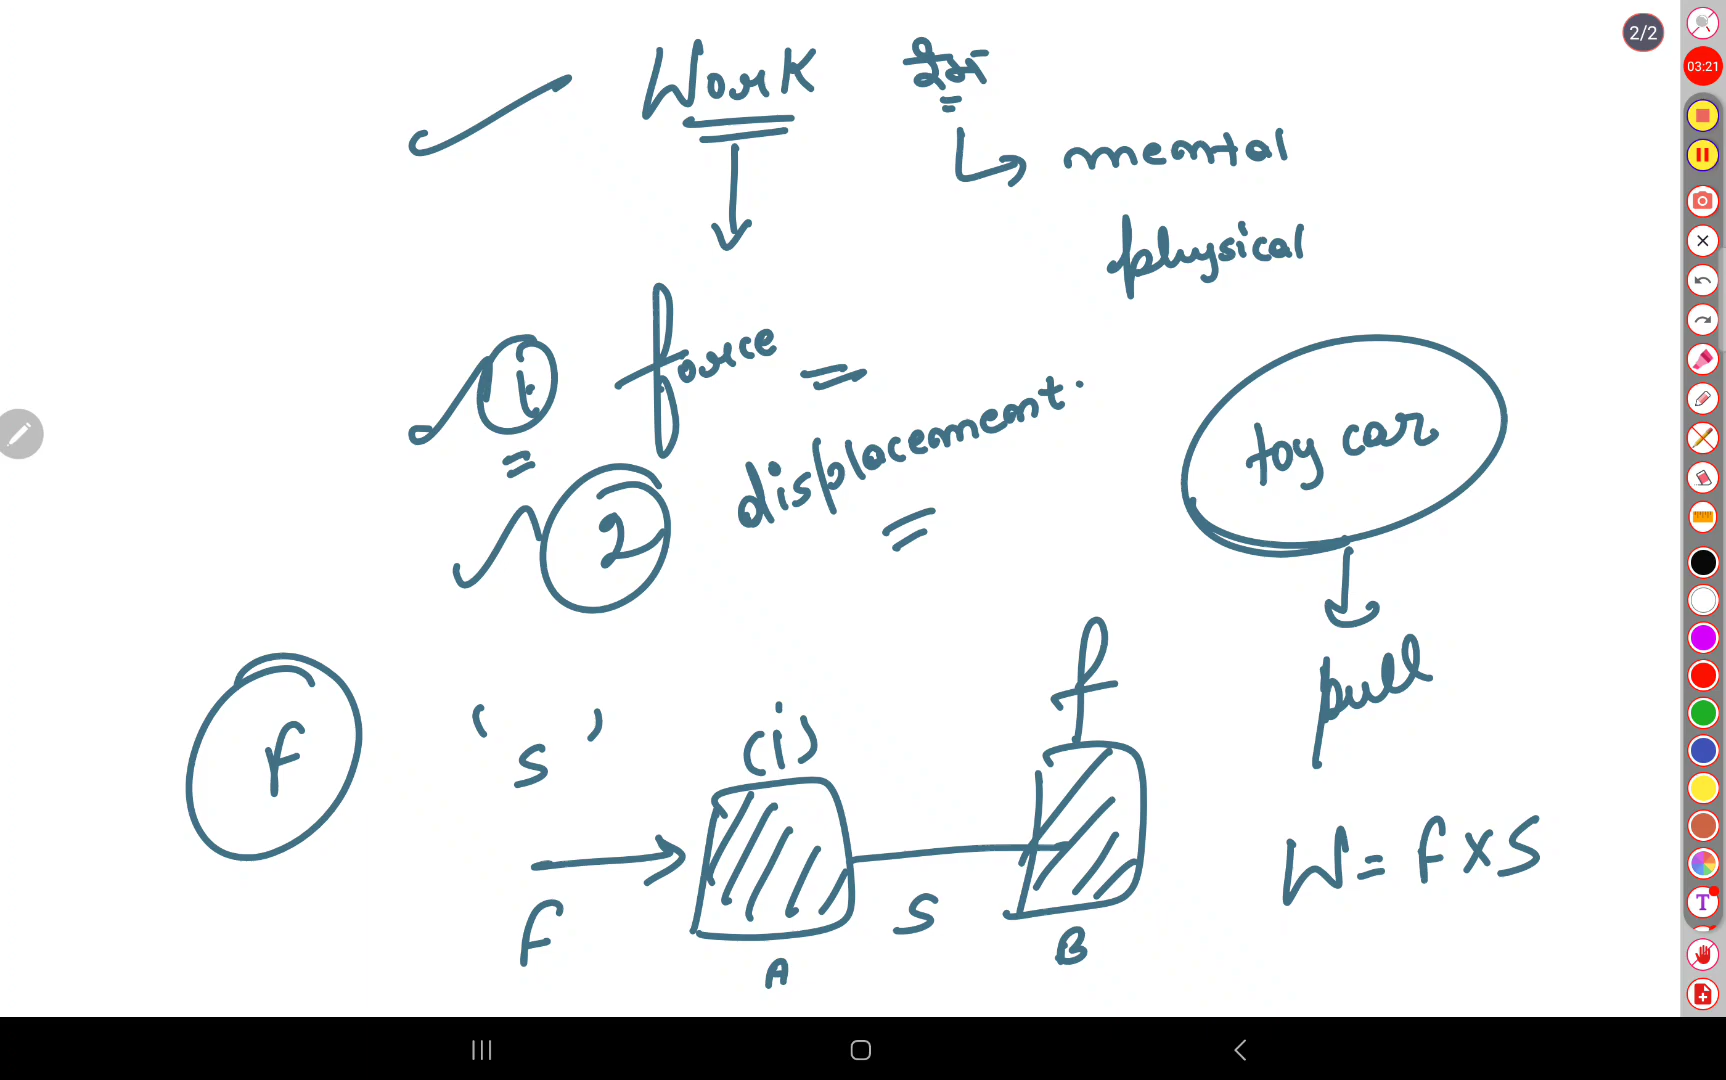 2/2
03:21
Work
mental
physical
1 force =
2 displacement.
toy car
pull
F 's' (i) f
F S
A B
W = F x S
T